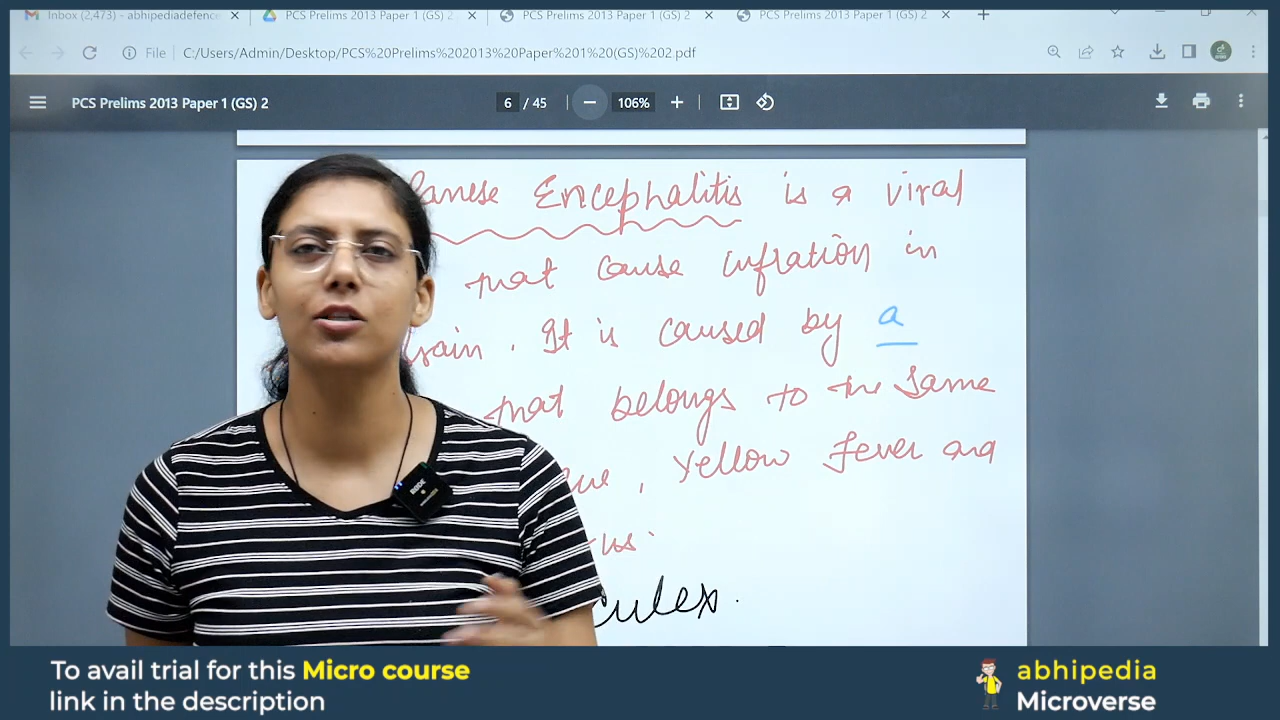 Inbox (2,473) - abhipediadefence
PCS Prelims 2013 Paper 1 (GS) 2
PCS Prelims 2013 Paper 1 (GS) 2
PCS Prelims 2013 Paper 1 (GS) 2
File C:/Users/Admin/Desktop/PCS%20Prelims%202013%20Paper%201%20(GS)%202.pdf
PCS Prelims 2013 Paper 1 (GS) 2
6 / 45
106%
panese Encephalitis is a viral
that cause infration in
brain. It is caused by a
that belongs to the same
Yellow Fever and
culex.
To avail trial for this Micro course
link in the description
abhipedia
Microverse